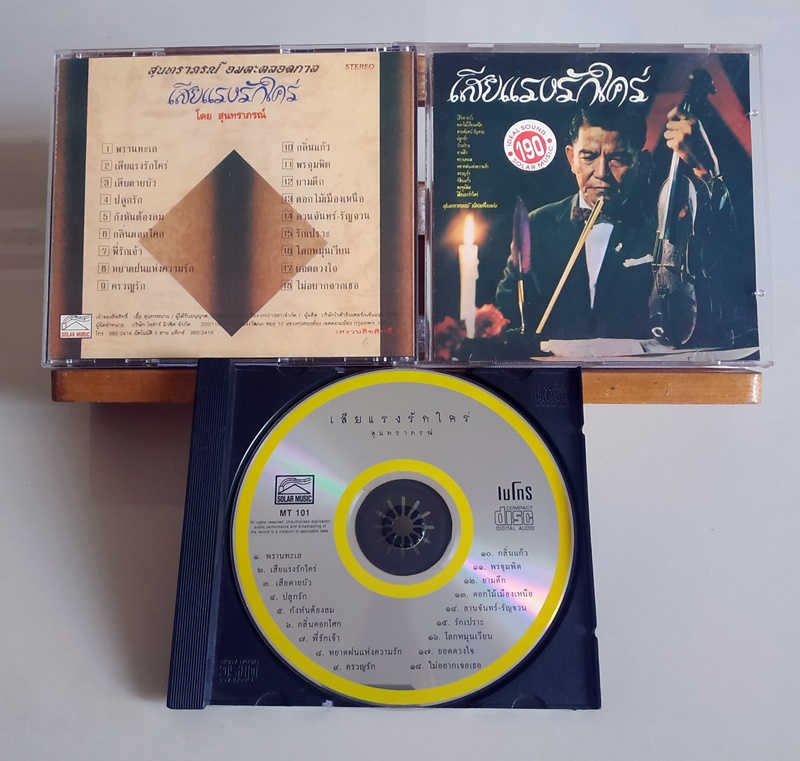 สุนทราภรณ์ อมตะตลอดกาล
STEREO
เสียแรงรักใคร่
โดย สุนทราภรณ์
1 พรานทะเล
2 เสียแรงรักใคร่
3 เสียดายบัว
4 ปลูกรัก
5 กังหันต้องลม
6 กลิ่นดอกโศก
7 พี่รักเจ้า
8 หยาดฝนแห่งความรัก
9 ครวญรัก
10 กลิ่นแก้ว
11 พรจุมพิต
12 ยามดึก
13 ดอกไม้เมืองเหนือ
14 ลานจันทร์-รัญจวน
15 รักเปราะ
16 โลกหมุนเวียน
17 ยอดดวงใจ
18 ไม่อยากจากเธอ
SOLAR MUSIC
เสียแรงรักใคร่
IDEAL SOUND
190
SOLAR MUSIC
เสียแรงรักใคร่
สุนทราภรณ์
SOLAR MUSIC
MT 101
All rights reserved. Unauthorized duplication
public performance and broadcasting of
the record is a violation of applicable laws
เมโทร
COMPACT
disc
DIGITAL AUDIO
๑. พรานทะเล
๒. เสียแรงรักใคร่
๓. เสียดายบัว
๔. ปลูกรัก
๕. กังหันต้องลม
๖. กลิ่นดอกโศก
๗. พี่รักเจ้า
๘. หยาดฝนแห่งความรัก
๙. ครวญรัก
๑๐. กลิ่นแก้ว
๑๑. พรจุมพิต
๑๒. ยามดึก
๑๓. ดอกไม้เมืองเหนือ
๑๔. ลานจันทร์-รัญจวน
๑๕. รักเปราะ
๑๖. โลกหมุนเวียน
๑๗. ยอดดวงใจ
๑๘. ไม่อยากเจอเธอ